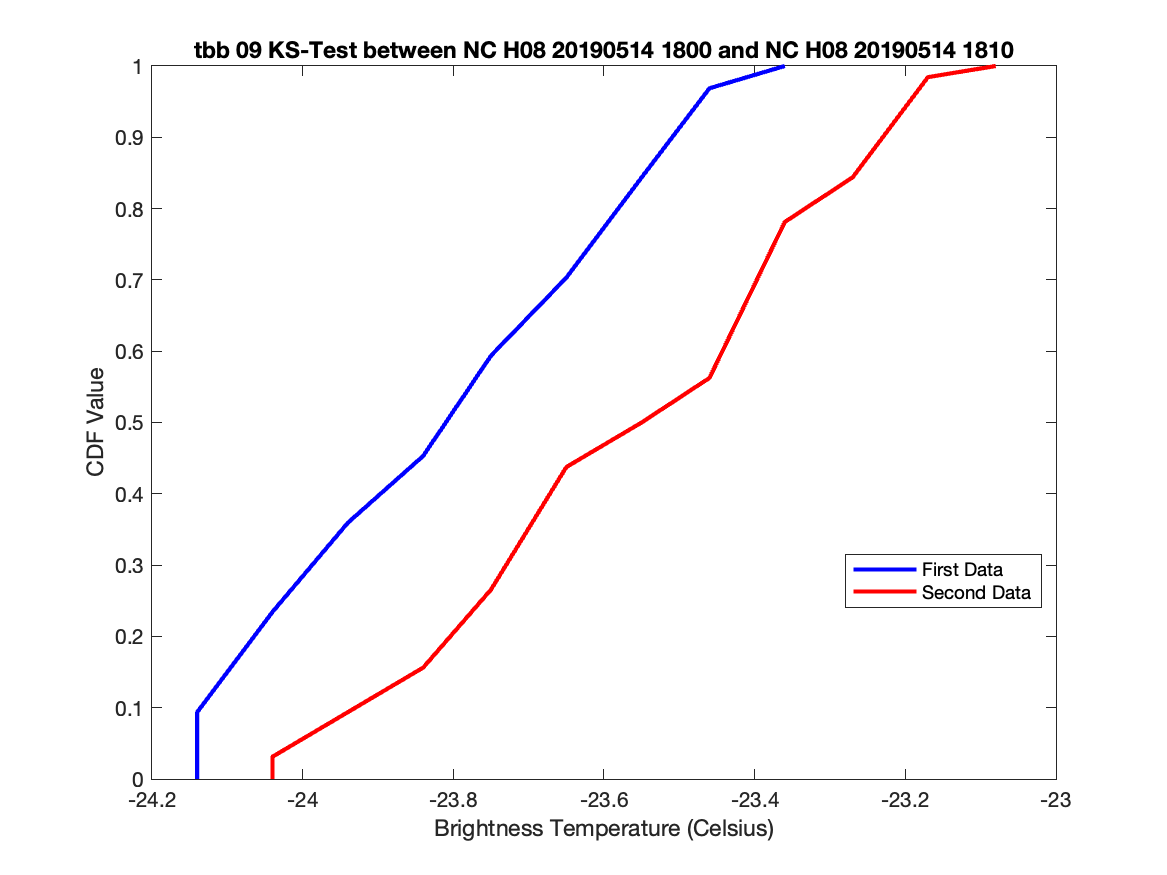 tbb 09 KS-Test between NC H08 20190514 1800 and NC H08 20190514 1810
1
0.9
0.8
0.7
0.6
0.5
0.4
0.3
0.2
0.1
0
CDF Value
First Data
Second Data
-24.2 -24 -23.8 -23.6 -23.4 -23.2 -23
Brightness Temperature (Celsius)